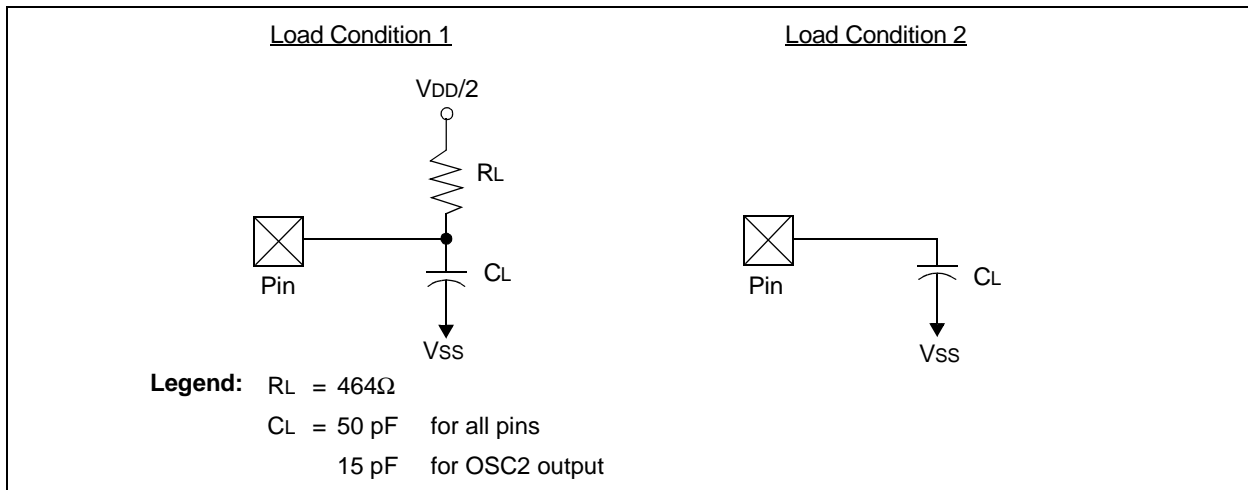 Load Condition 1
Load Condition 2
VDD/2
RL
Pin
CL
VSS
Pin
CL
VSS
Legend: RL = 464Ω
CL = 50 pF for all pins
15 pF for OSC2 output